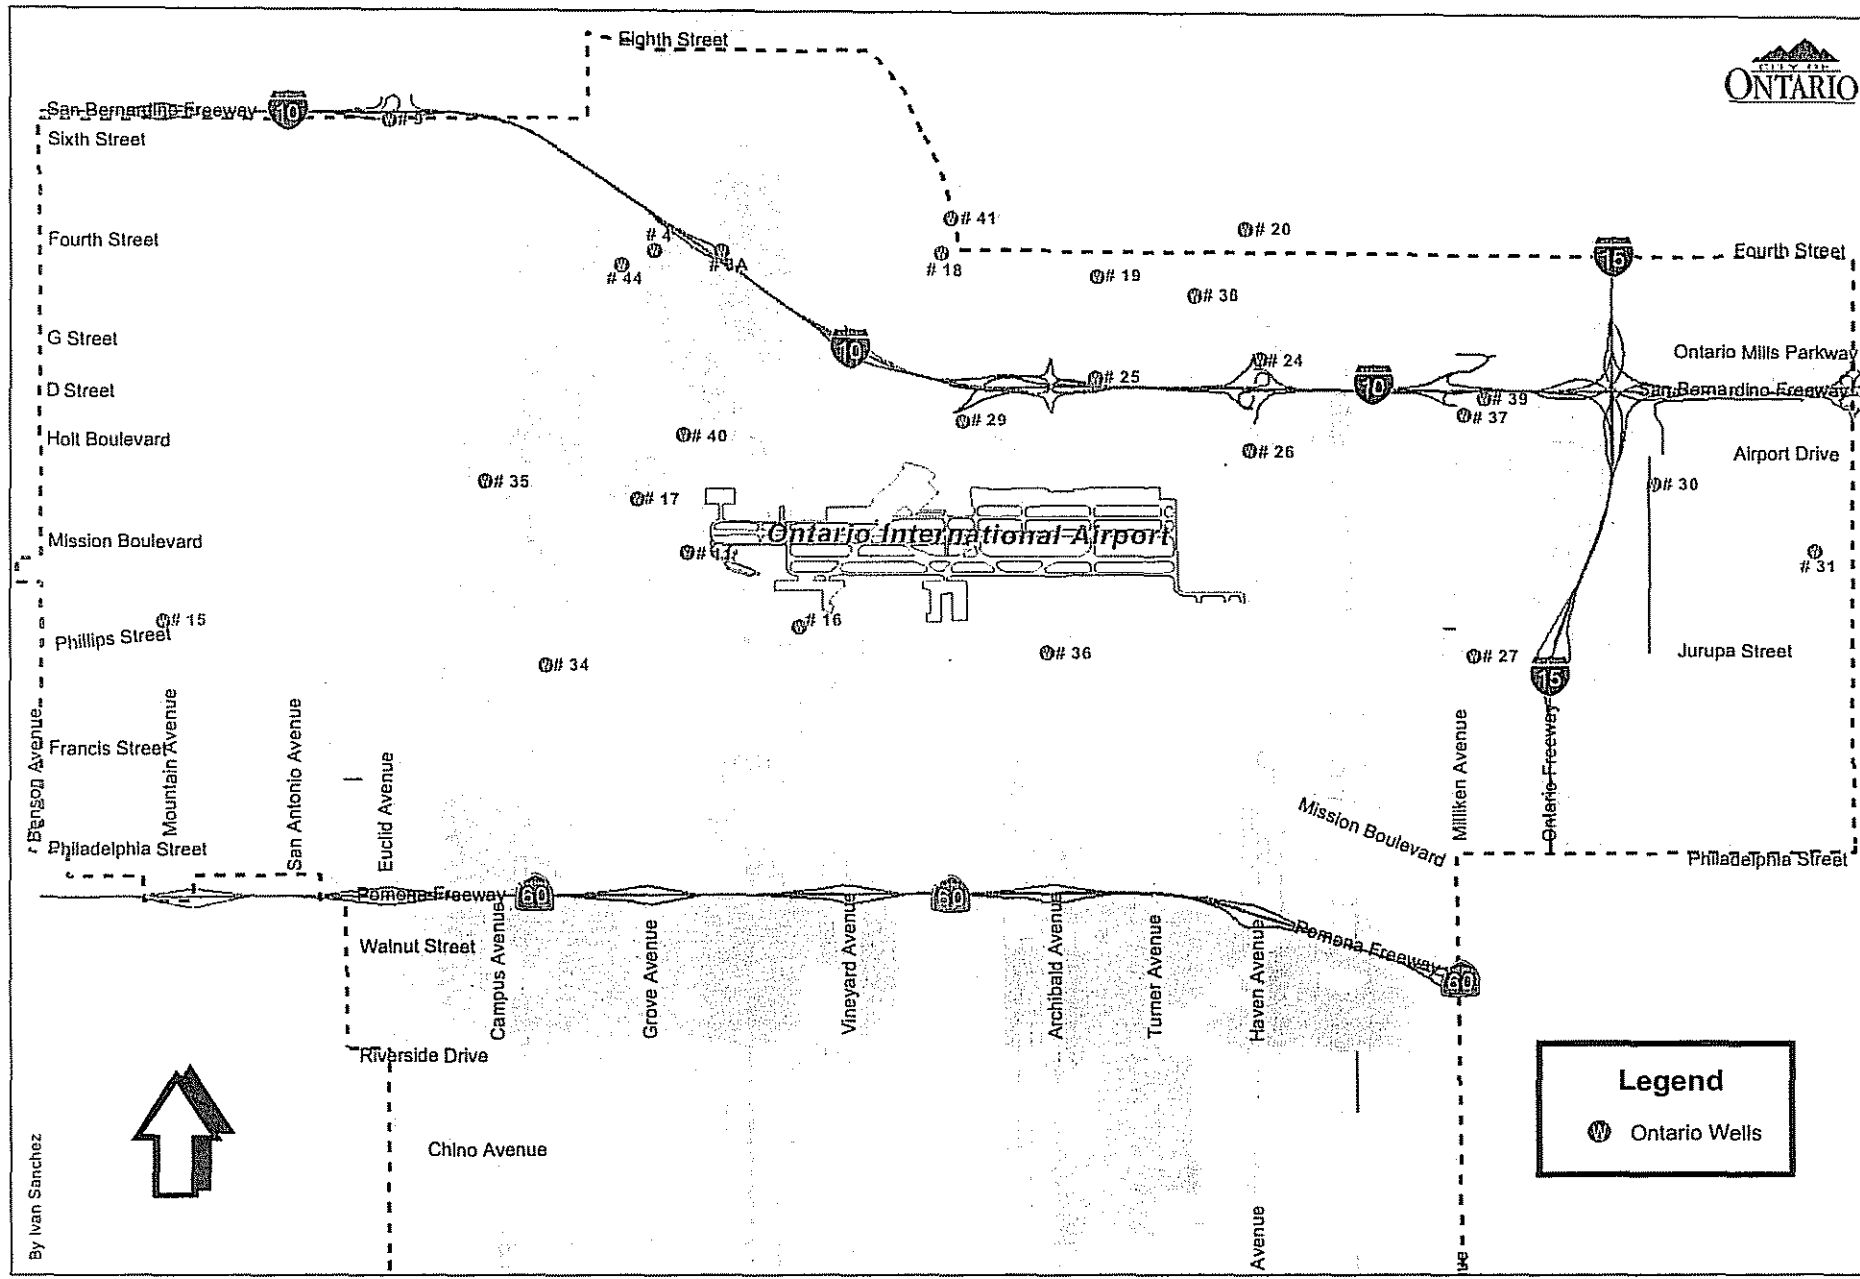 Eighth Street
CITY OF
ONTARIO
San Bernardino Freeway
10
Sixth Street
# 41
# 20
Fourth Street
# 4
# 44
# 18
15
Fourth Street
# 19
# 38
G Street
10
# 24
Ontario Mills Parkway
D Street
# 25
10
# 39
San Bernardino Freeway
# 29
# 37
Holt Boulevard
# 40
# 26
Airport Drive
# 35
# 17
# 30
Mission Boulevard
Ontario International Airport
# 31
# 15
Phillips Street
# 16
# 34
# 36
# 27
Jurupa Street
15
Benson Avenue
Francis Street
Mountain Avenue
San Antonio Avenue
Euclid Avenue
Mission Boulevard
Milliken Avenue
Ontario Freeway
Philadelphia Street
Philadelphia Street
Pomona Freeway
60
60
Pomona Freeway
60
Walnut Street
Campus Avenue
Grove Avenue
Vineyard Avenue
Archibald Avenue
Turner Avenue
Haven Avenue
Riverside Drive
Chino Avenue
Avenue
ue
Legend
W Ontario Wells
By Ivan Sanchez